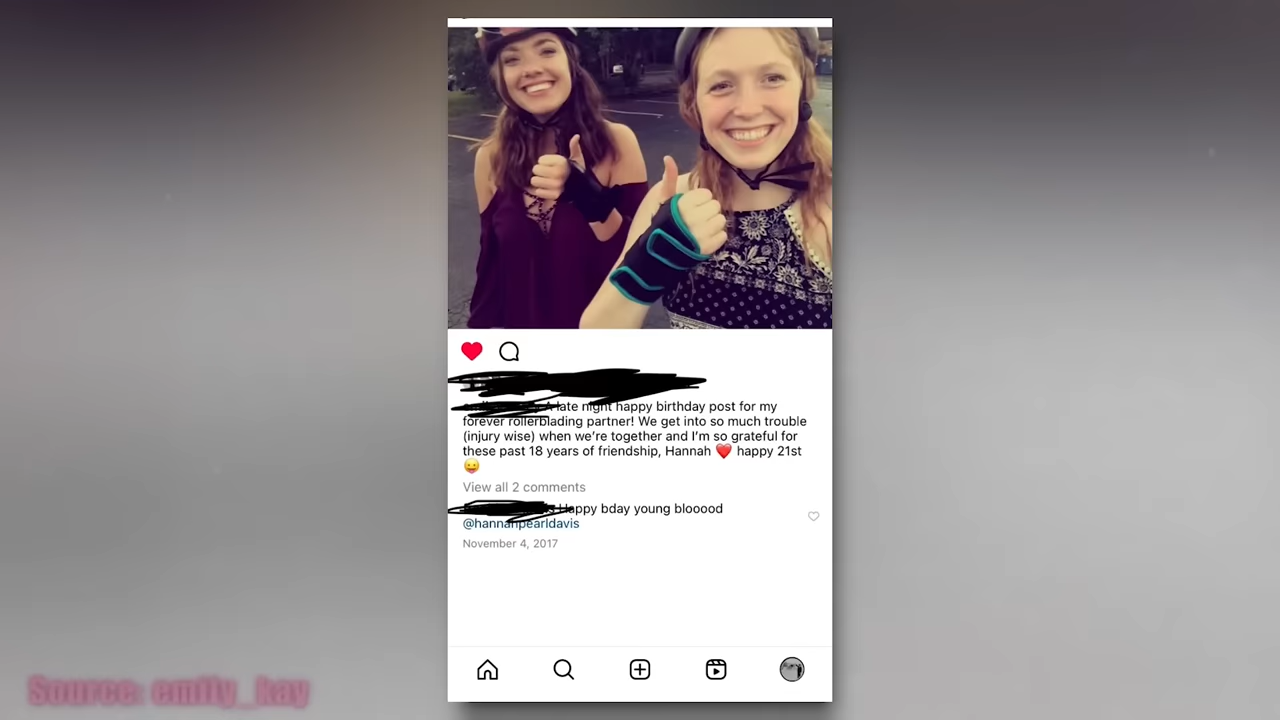 A late night happy birthday post for my
forever rollerblading partner! We get into so much trouble
(injury wise) when we're together and I'm so grateful for
these past 18 years of friendship, Hannah ❤️ happy 21st
😛
View all 2 comments
Happy bday young blooood
@hannahpearldavis
November 4, 2017
Source: emily_kay